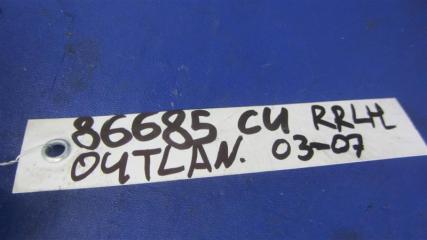 86685 CU RRLH
OUTLAN. 03-07